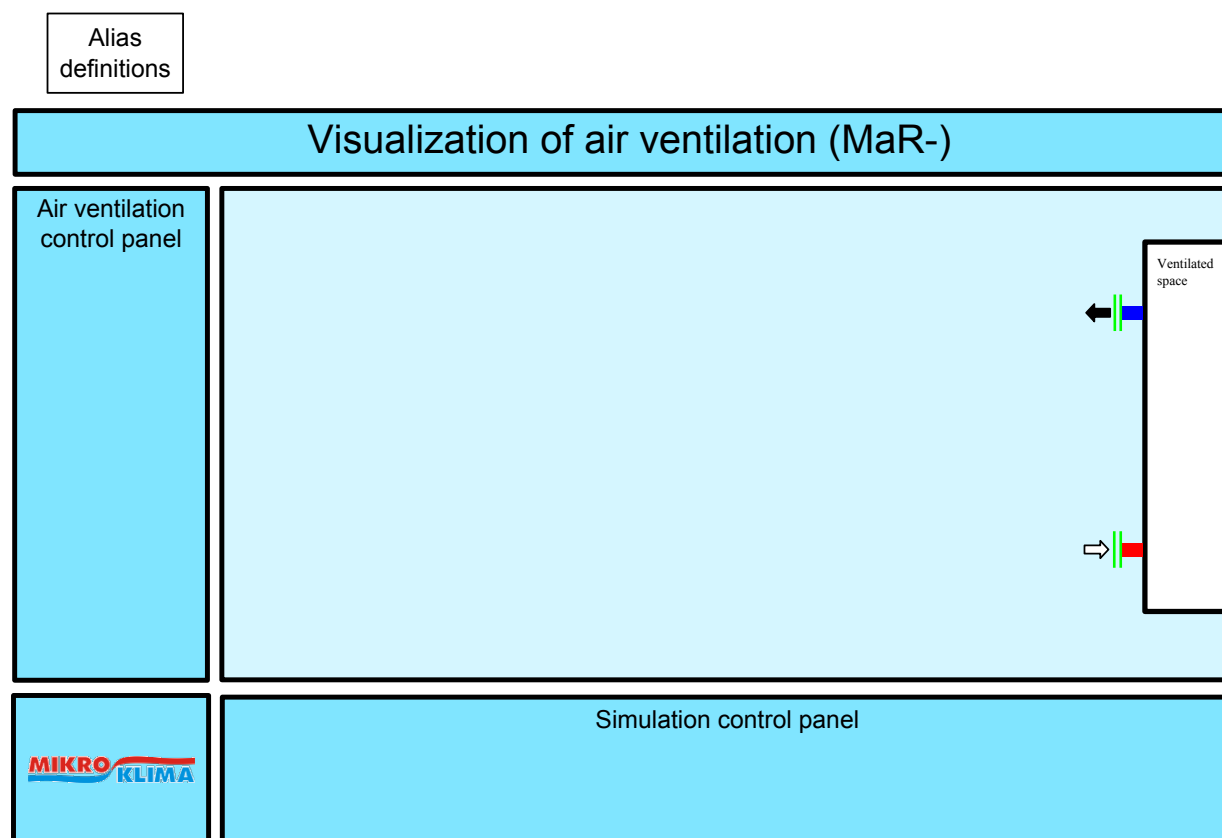 Alias
definitions
Visualization of air ventilation (MaR-)
Air ventilation
control panel
Ventilated
space
Simulation control panel
MIKRO
KLIMA